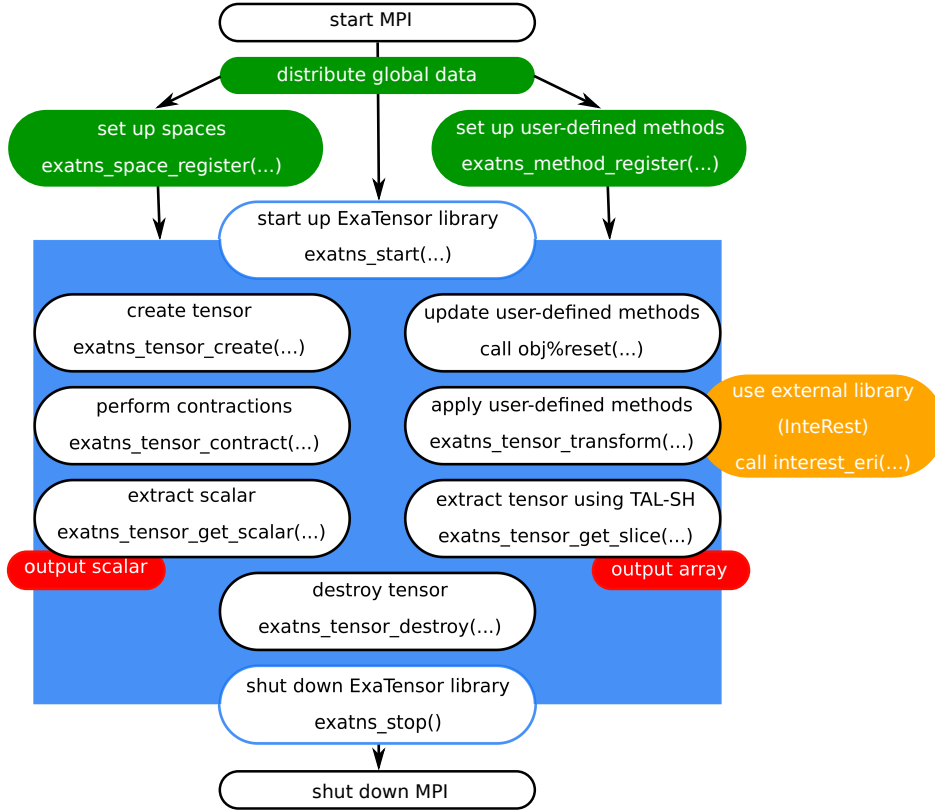 start MPI
distribute global data
set up spaces
exatns_space_register(...)
set up user-defined methods
exatns_method_register(...)
start up ExaTensor library
exatns_start(...)
create tensor
exatns_tensor_create(...)
update user-defined methods
call obj%reset(...)
perform contractions
exatns_tensor_contract(...)
apply user-defined methods
exatns_tensor_transform(...)
use external library
(InteRest)
call interest_eri(...)
extract scalar
exatns_tensor_get_scalar(...)
extract tensor using TAL-SH
exatns_tensor_get_slice(...)
output scalar
output array
destroy tensor
exatns_tensor_destroy(...)
shut down ExaTensor library
exatns_stop()
shut down MPI